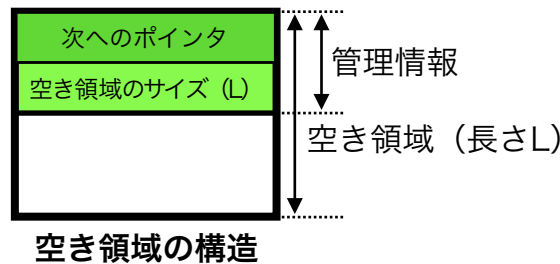 次へのポインタ
管理情報
空き領域のサイズ（L）
空き領域（長さL）
空き領域の構造